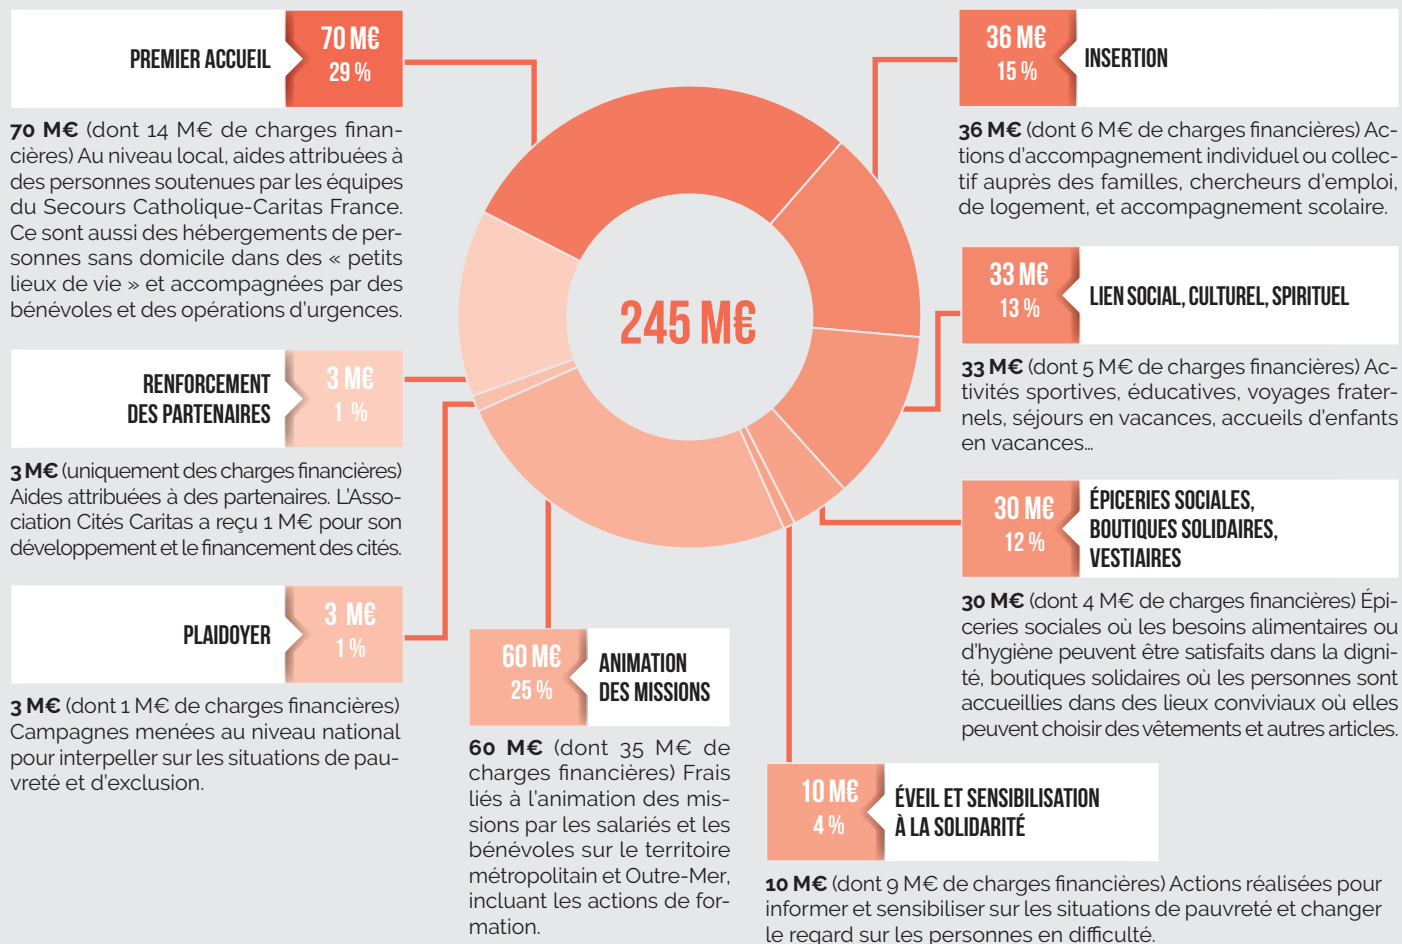 PREMIER ACCUEIL
70 M€
29 %
70 M€ (dont 14 M€ de charges finan-
cières) Au niveau local, aides attribuées à
des personnes soutenues par les équipes
du Secours Catholique-Caritas France.
Ce sont aussi des hébergements de per-
sonnes sans domicile dans des « petits
lieux de vie » et accompagnées par des
bénévoles et des opérations d’urgences.
RENFORCEMENT
DES PARTENAIRES
3 M€
1 %
3 M€ (uniquement des charges financières)
Aides attribuées à des partenaires. L’Asso-
ciation Cités Caritas a reçu 1 M€ pour son
développement et le financement des cités.
PLAIDOYER
3 M€
1 %
3 M€ (dont 1 M€ de charges financières)
Campagnes menées au niveau national
pour interpeller sur les situations de pau-
vreté et d’exclusion.
245 M€
60 M€
25 %
ANIMATION
DES MISSIONS
60 M€ (dont 35 M€ de
charges financières) Frais
liés à l’animation des mis-
sions par les salariés et les
bénévoles sur le territoire
métropolitain et Outre-Mer,
incluant les actions de for-
mation.
36 M€
15 %
INSERTION
36 M€ (dont 6 M€ de charges financières) Ac-
tions d’accompagnement individuel ou collec-
tif auprès des familles, chercheurs d’emploi,
de logement, et accompagnement scolaire.
33 M€
13 %
LIEN SOCIAL, CULTUREL, SPIRITUEL
33 M€ (dont 5 M€ de charges financières) Ac-
tivités sportives, éducatives, voyages frater-
nels, séjours en vacances, accueils d’enfants
en vacances…
30 M€
12 %
ÉPICERIES SOCIALES,
BOUTIQUES SOLIDAIRES,
VESTIAIRES
30 M€ (dont 4 M€ de charges financières) Épi-
ceries sociales où les besoins alimentaires ou
d’hygiène peuvent être satisfaits dans la digni-
té, boutiques solidaires où les personnes sont
accueillies dans des lieux conviviaux où elles
peuvent choisir des vêtements et autres articles.
10 M€
4 %
ÉVEIL ET SENSIBILISATION
À LA SOLIDARITÉ
10 M€ (dont 9 M€ de charges financières) Actions réalisées pour
informer et sensibiliser sur les situations de pauvreté et changer
le regard sur les personnes en difficulté.